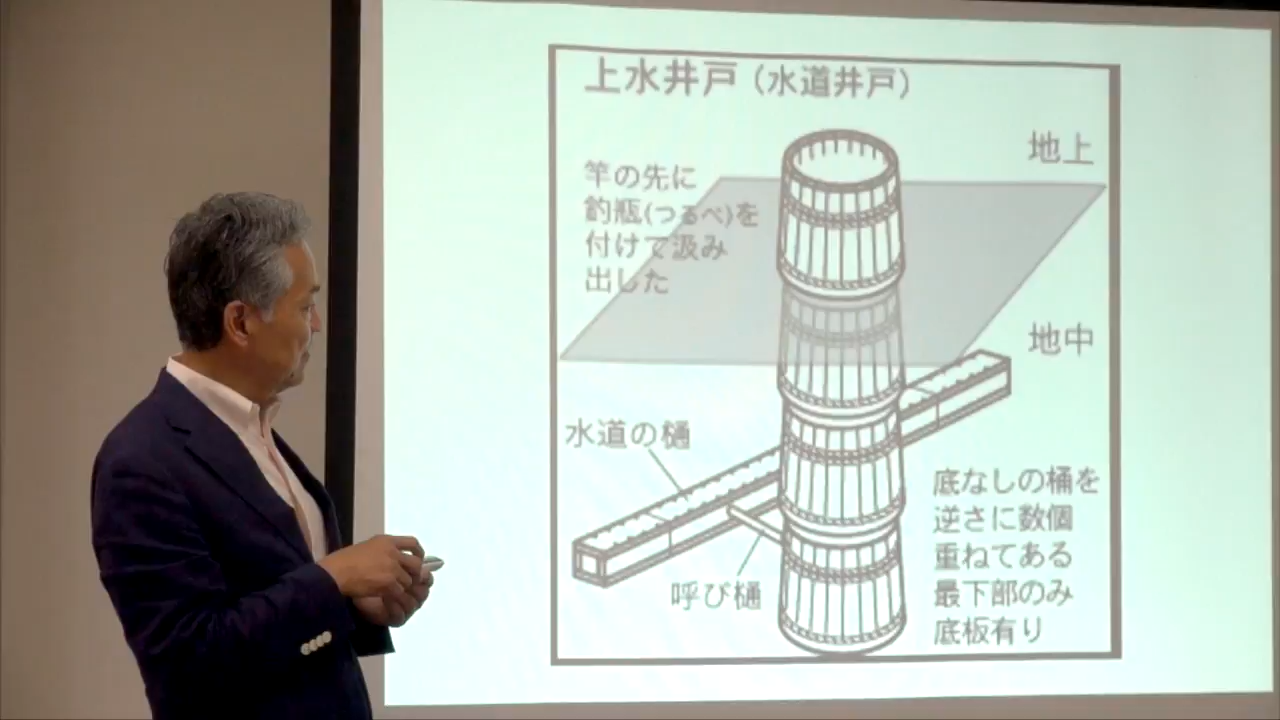 上水井戸（水道井戸）
地上
竿の先に
釣瓶(つるべ)を
付けて汲み
出した
地中
水道の樋
呼び樋
底なしの桶を
逆さに数個
重ねてある
最下部のみ
底板有り